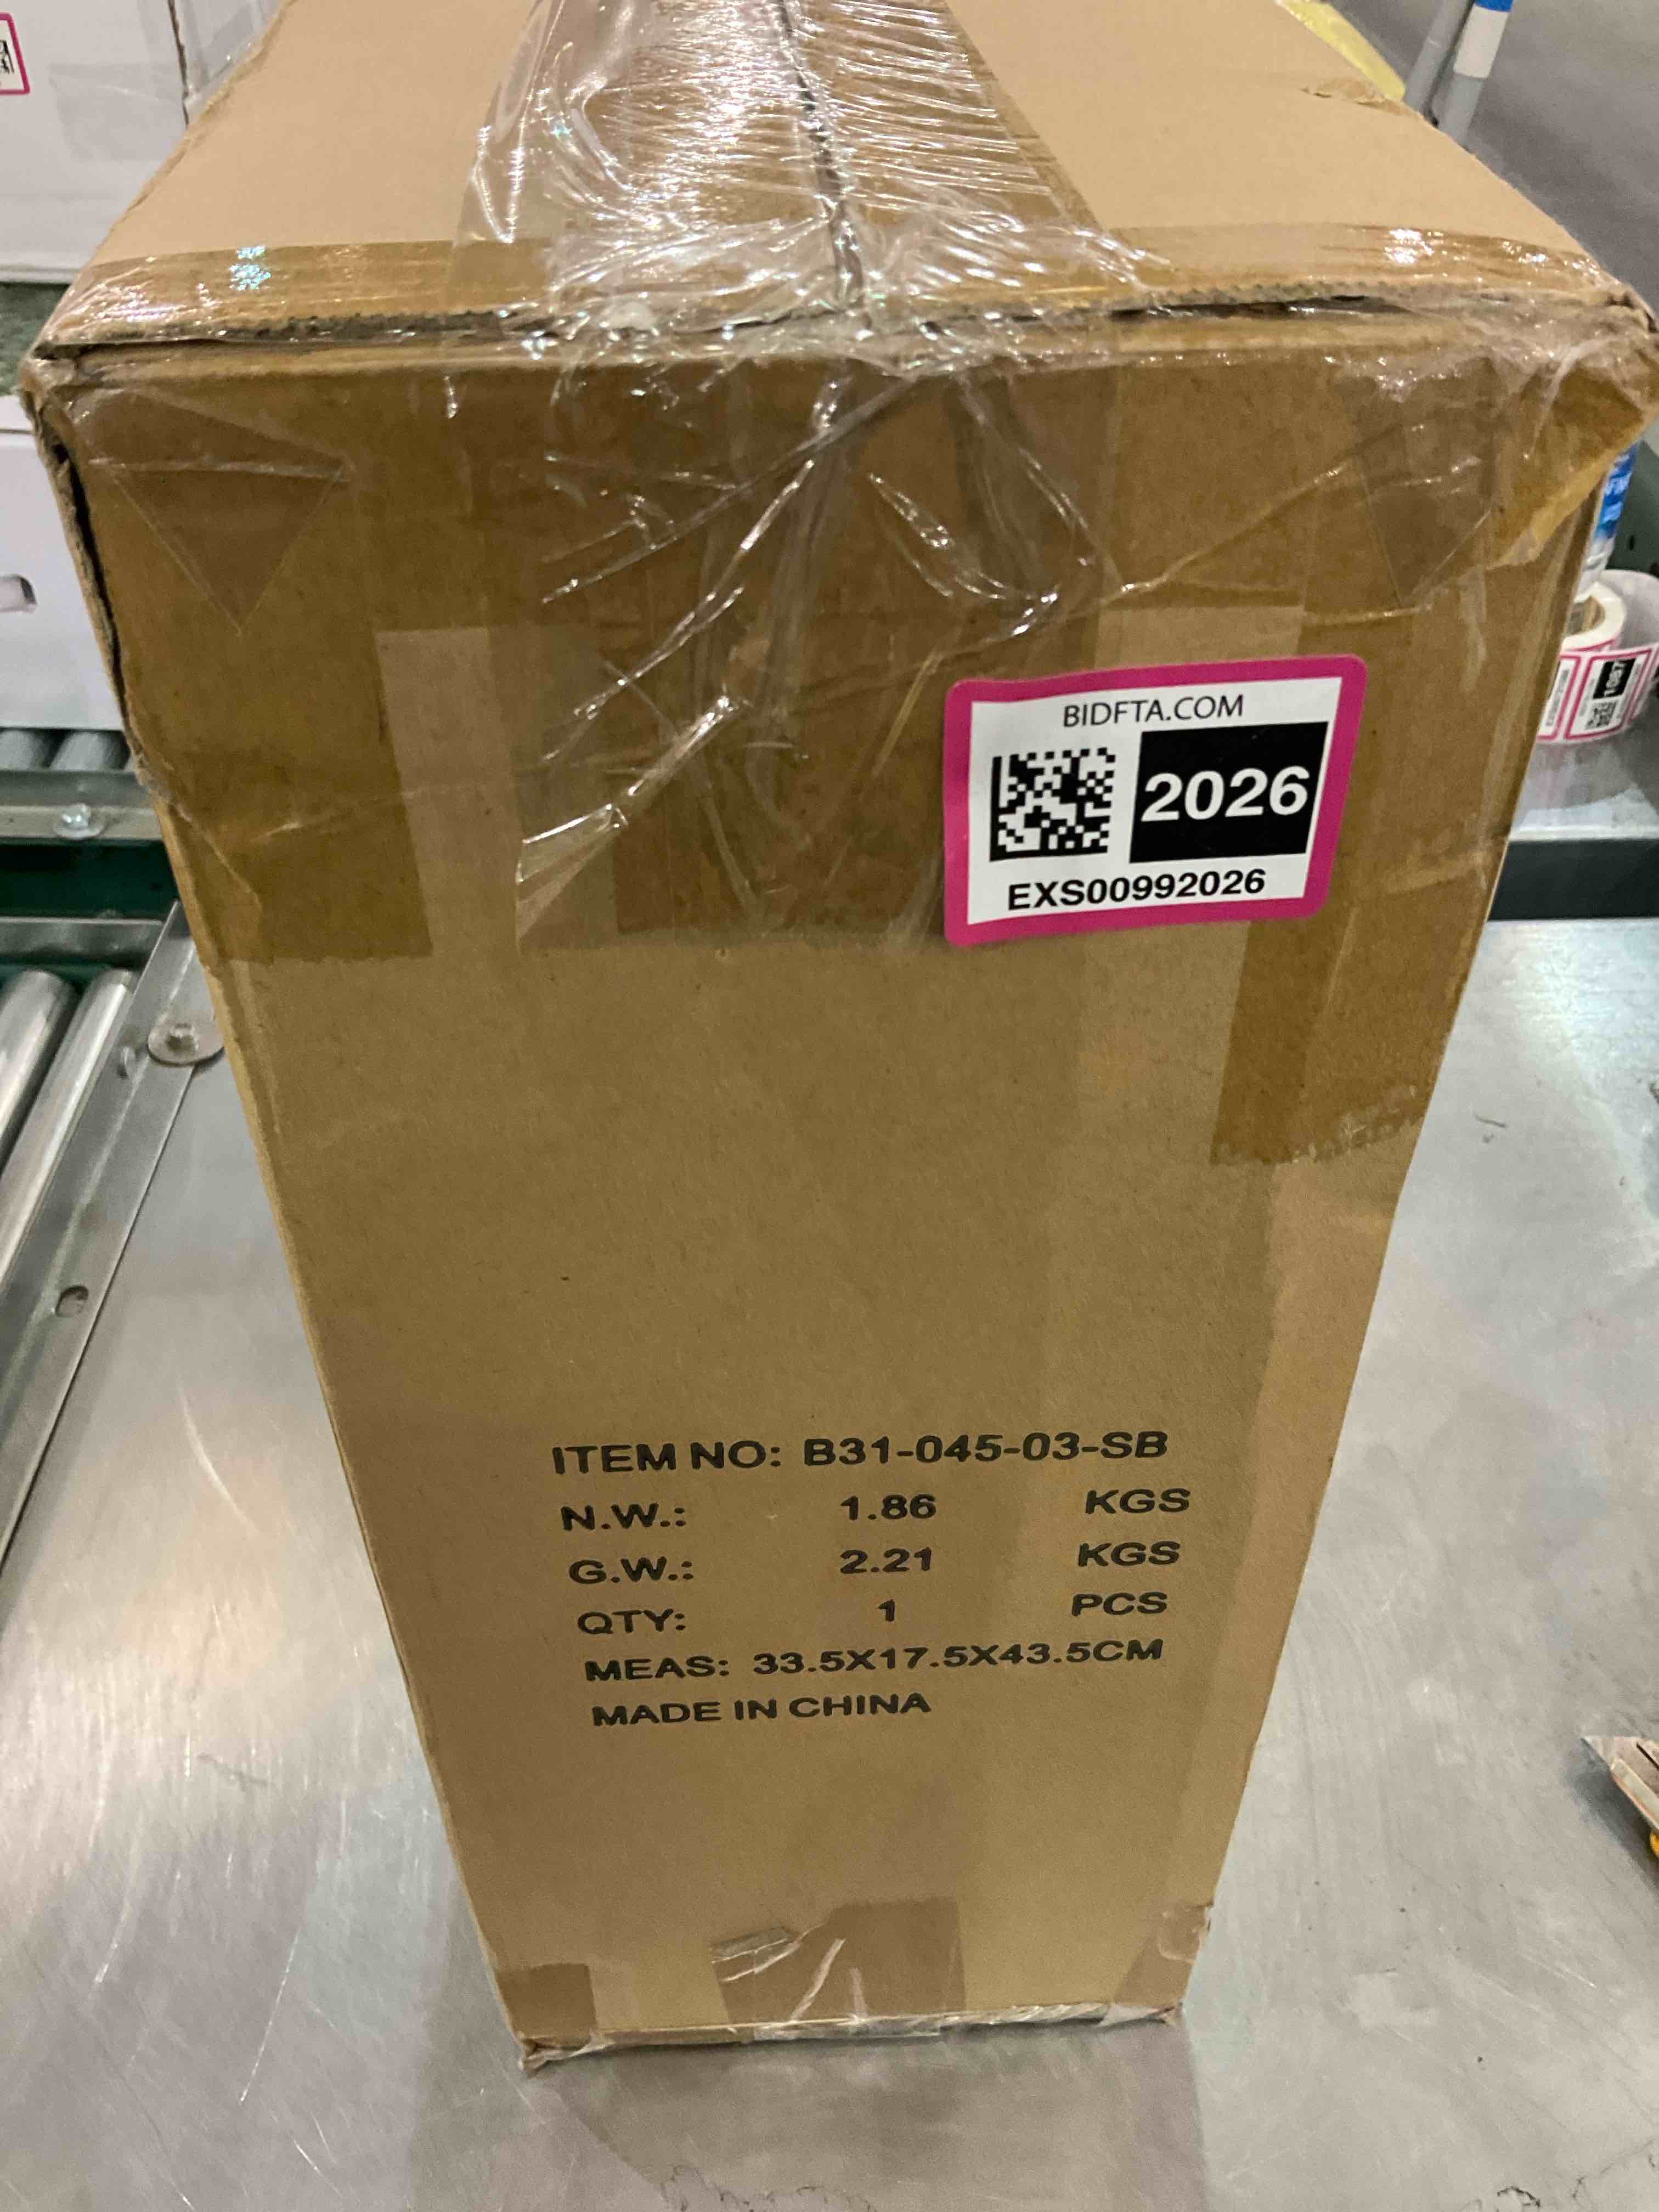 BIDFTA.COM
2026
EXS00992026
ITEM NO: B31-045-03-SB
N.W.: 1.86 KGS
G.W.: 2.21 KGS
QTY: 1 PCS
MEAS: 33.5X17.5X43.5CM
MADE IN CHINA
1087